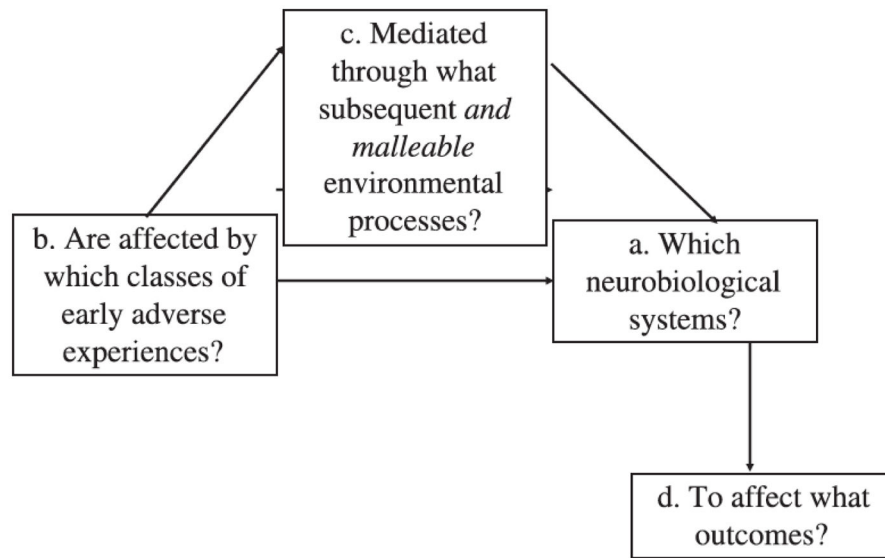 c. Mediated
through what
subsequent and
malleable
environmental
processes?
b. Are affected by
which classes of
early adverse
experiences?
a. Which
neurobiological
systems?
d. To affect what
outcomes?